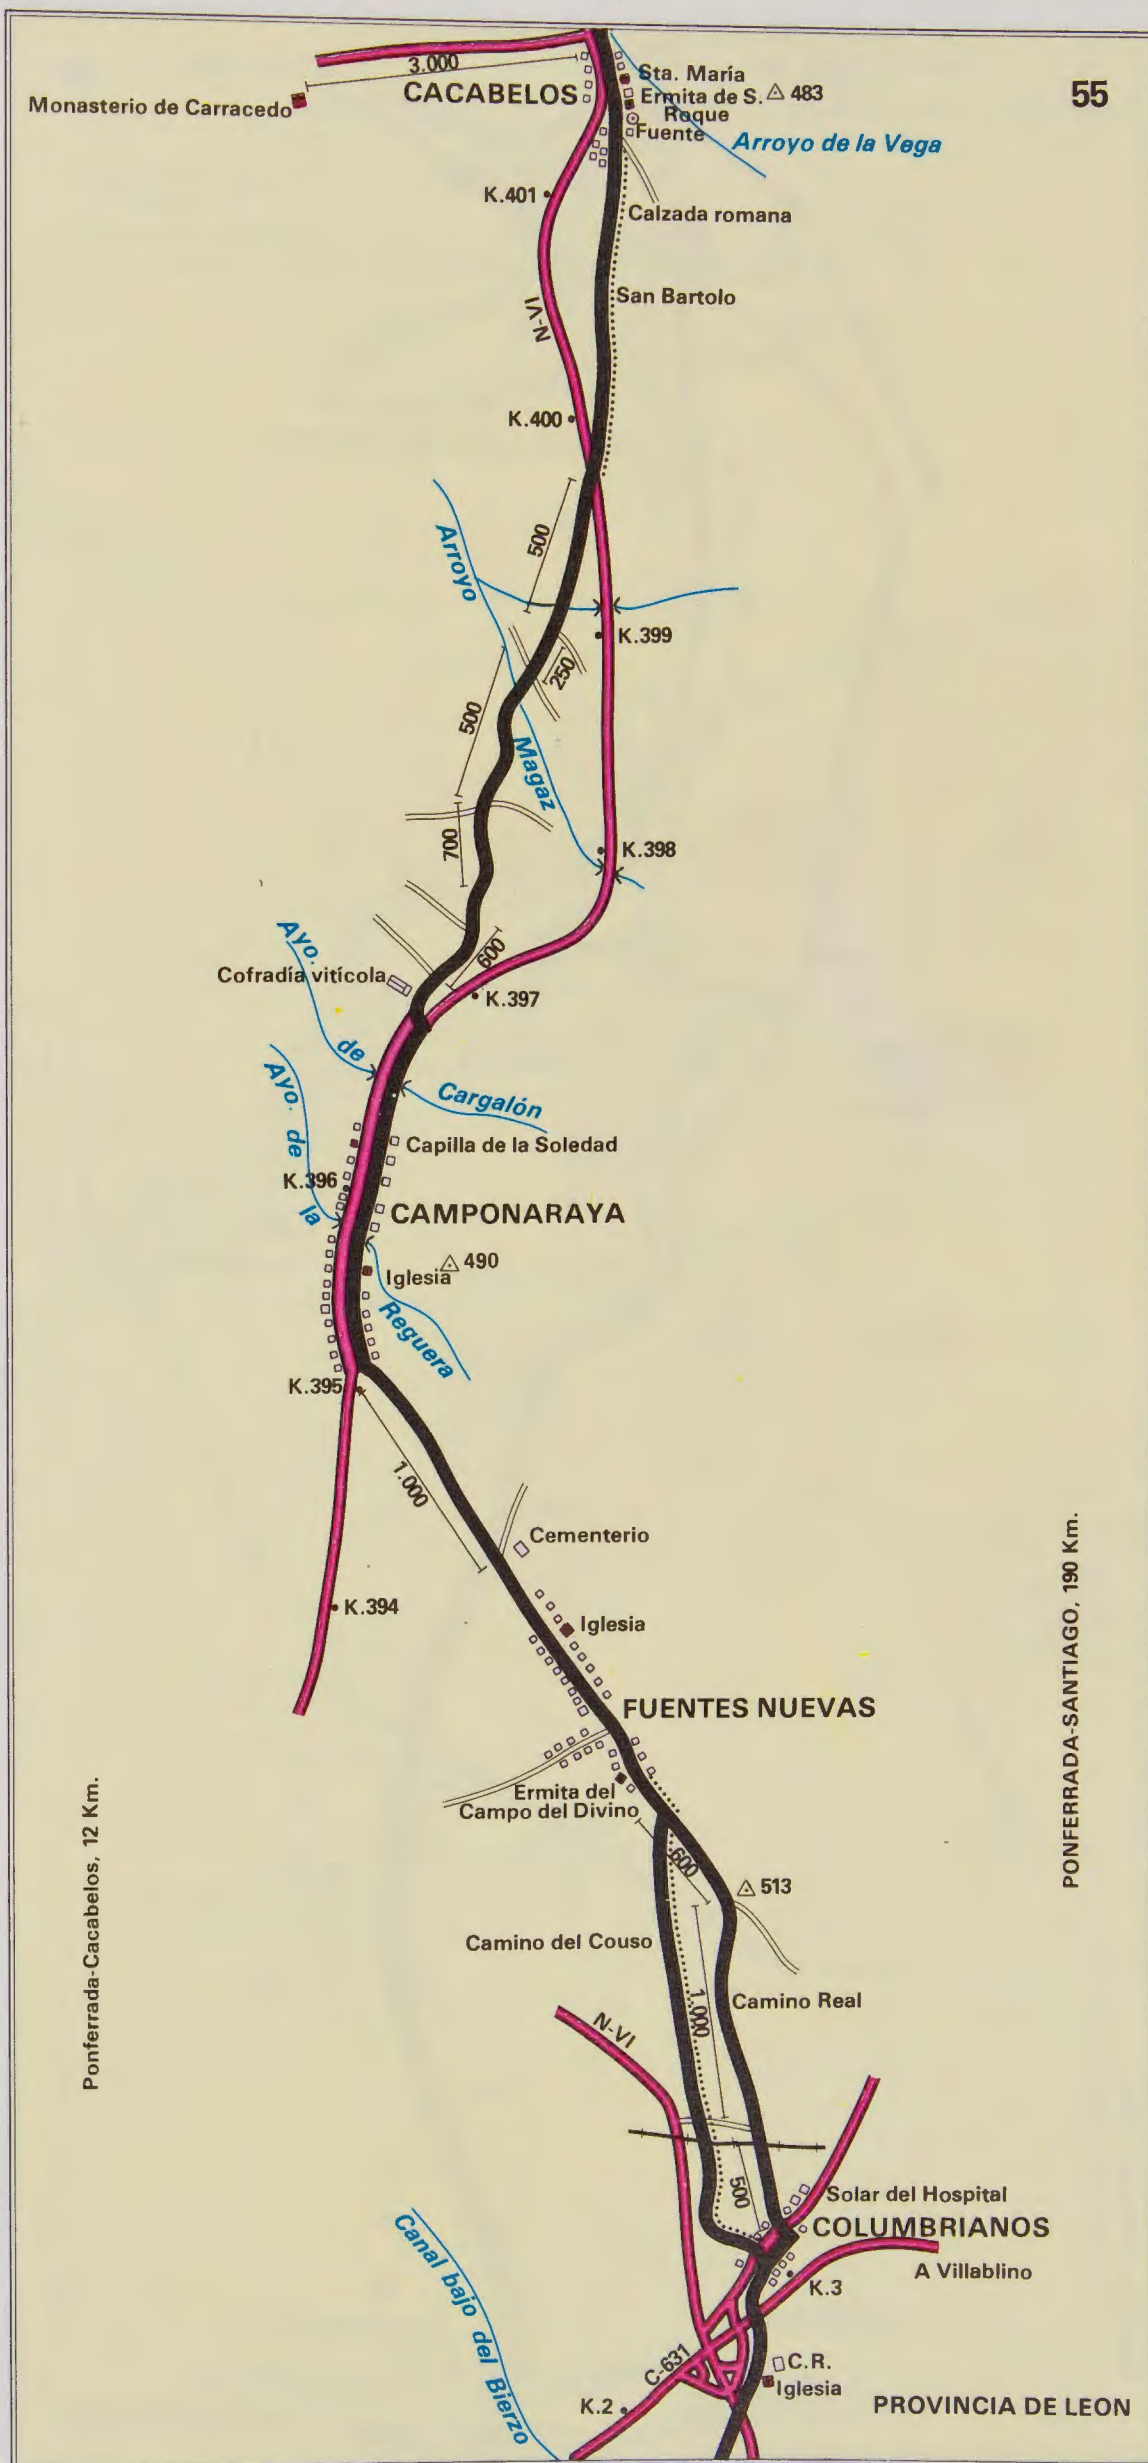 55
3.000
CACABELOS
Monasterio de Carracedo
Sta. María
Ermita de S.
Roque
483
Fuente
Arroyo de la Vega
K.401
Calzada romana
San Bartolo
N-VI
K.400
500
Arroyo
K.399
250
500
Magaz
700
K.398
600
Ayo.
Cofradía vitícola
K.397
de
Cargalón
Ayo. de
la
Capilla de la Soledad
K.396
CAMPONARAYA
Iglesia
490
Reguera
K.395
1.000
Cementerio
K.394
Iglesia
FUENTES NUEVAS
Ermita del
Campo del Divino
600
513
PONFERRADA-SANTIAGO, 190 Km.
Ponferrada-Cacabelos, 12 Km.
Camino del Couso
1.000
Camino Real
N-VI
500
Solar del Hospital
COLUMBRIANOS
A Villablino
K.3
Canal bajo del Bierzo
C-631
C.R.
Iglesia
K.2
PROVINCIA DE LEON